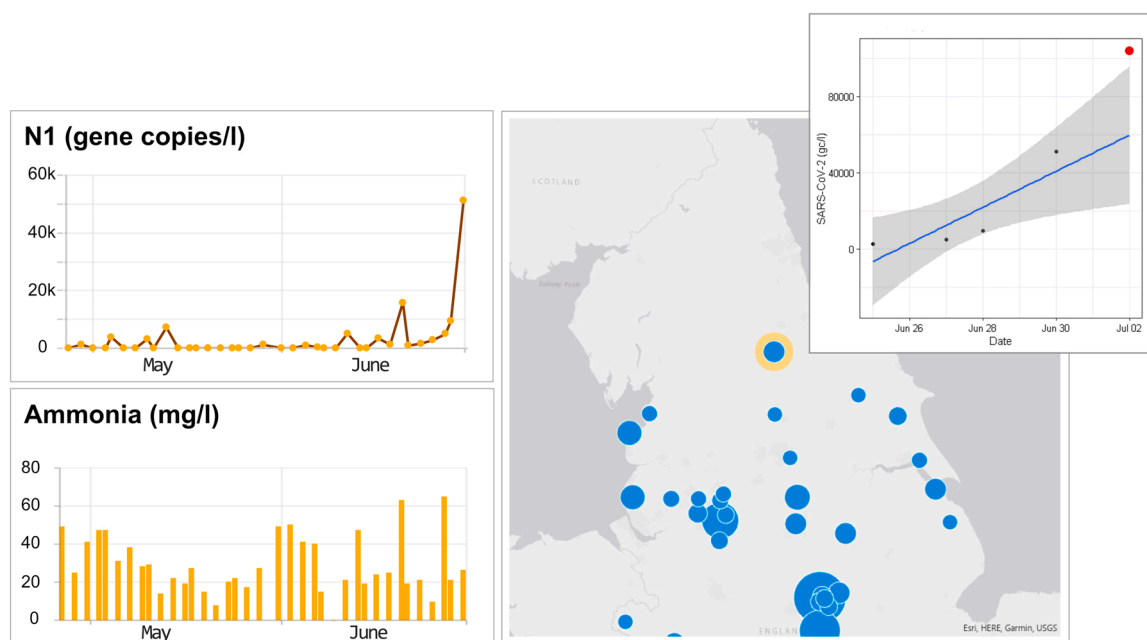 N1 (gene copies/l)
60k
40k
20k
0
May June
Ammonia (mg/l)
80
60
40
20
0
May June
SCOTLAND
Solway Firth
ENGLAND
Esri, HERE, Garmin, USGS
SARS-CoV-2 (gc/l)
80000
40000
0
Jun 26 Jun 28 Jun 30 Jul 02
Date